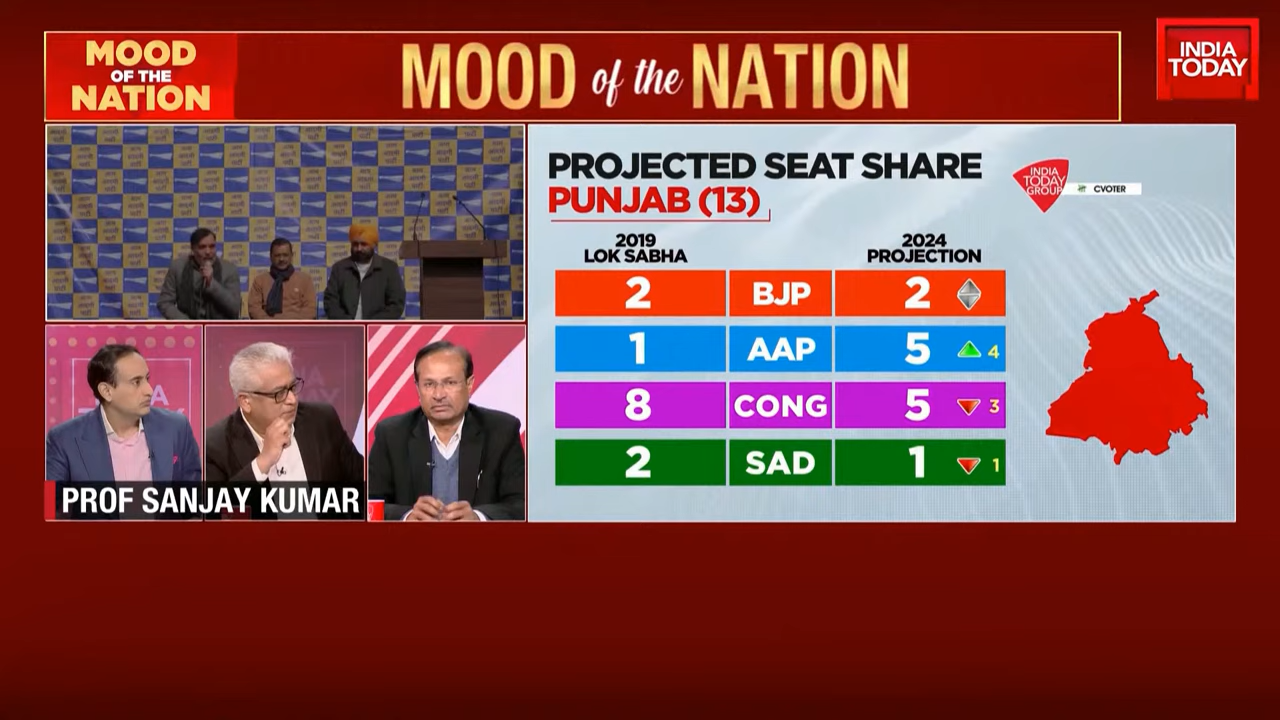 MOOD
OF THE
NATION
MOOD of the NATION
INDIA
TODAY
PROJECTED SEAT SHARE
PUNJAB (13)
INDIA
TODAY
GROUP
CVOTER
2019
LOK SABHA
2024
PROJECTION
2 BJP 2
1 AAP 5 4
8 CONG 5 3
2 SAD 1 1
PROF SANJAY KUMAR